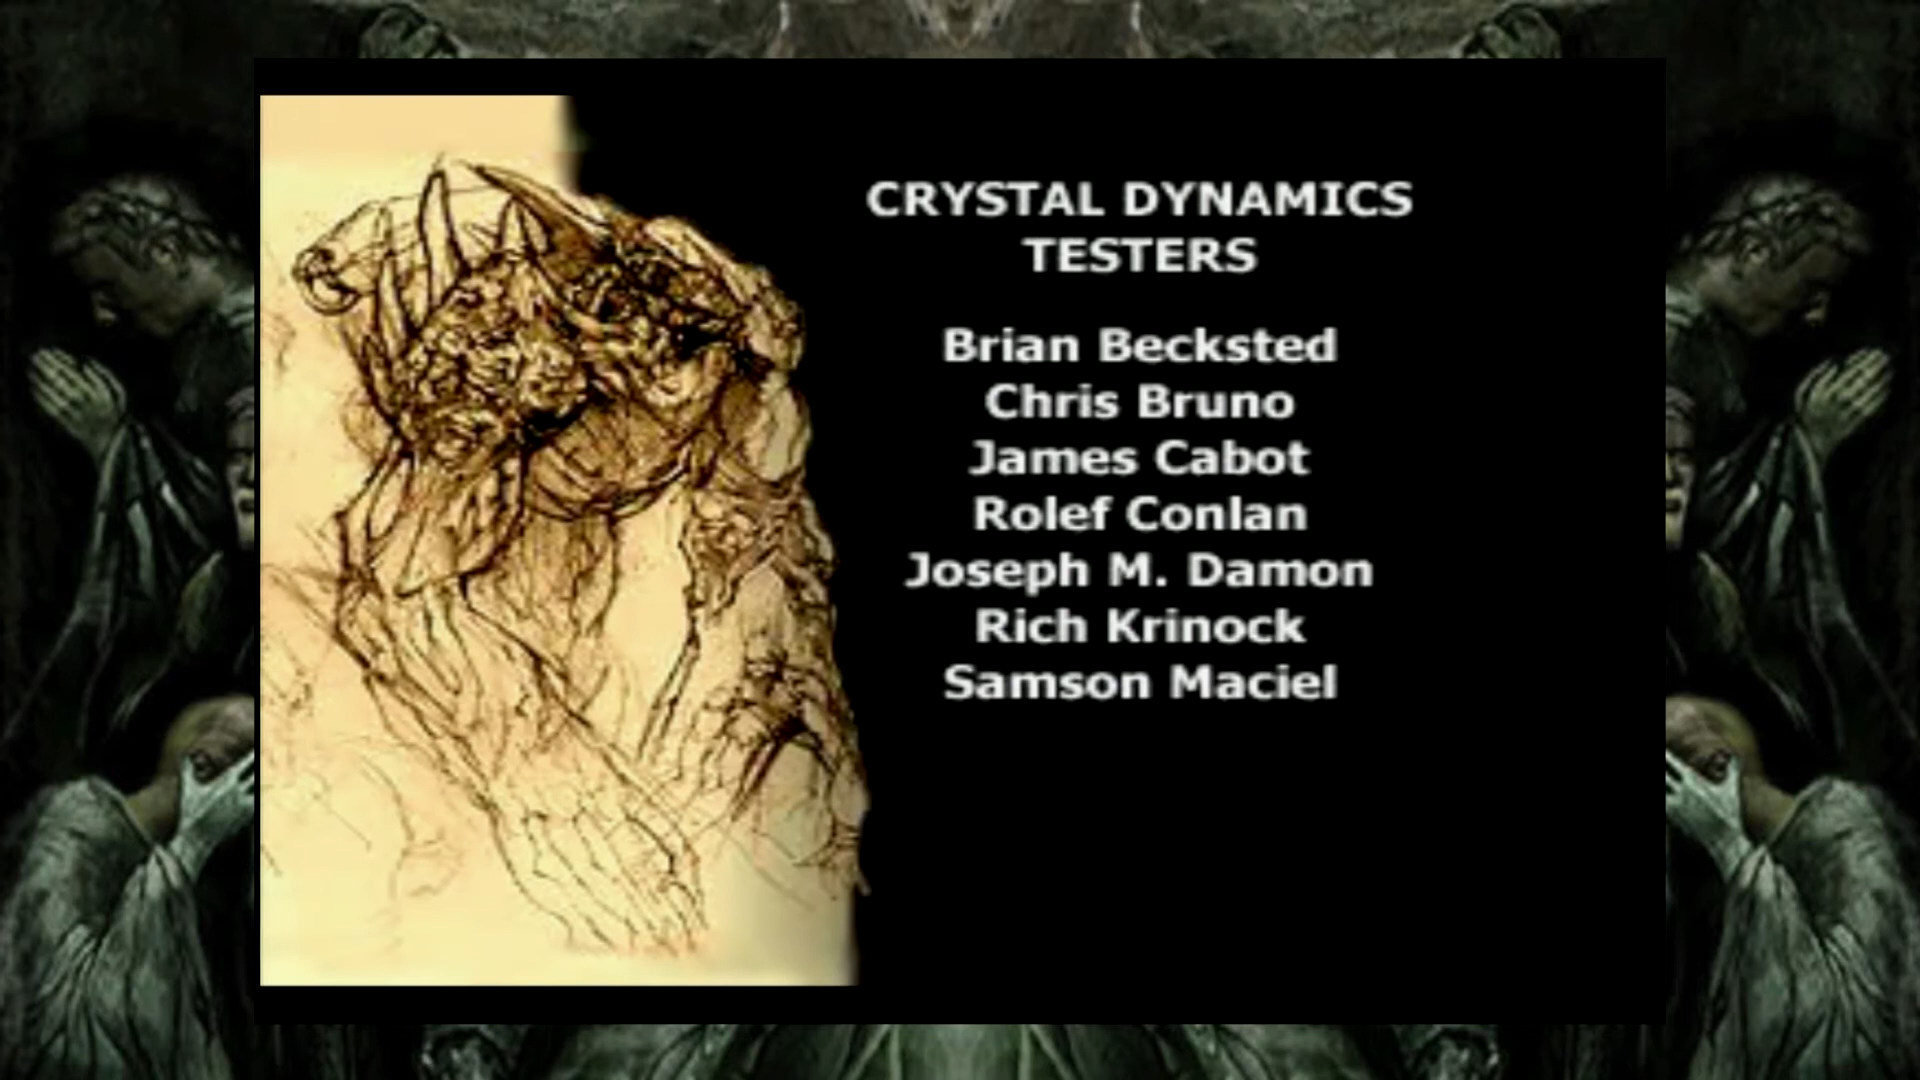 CRYSTAL DYNAMICS
TESTERS
Brian Becksted
Chris Bruno
James Cabot
Rolef Conlan
Joseph M. Damon
Rich Krinock
Samson Maciel